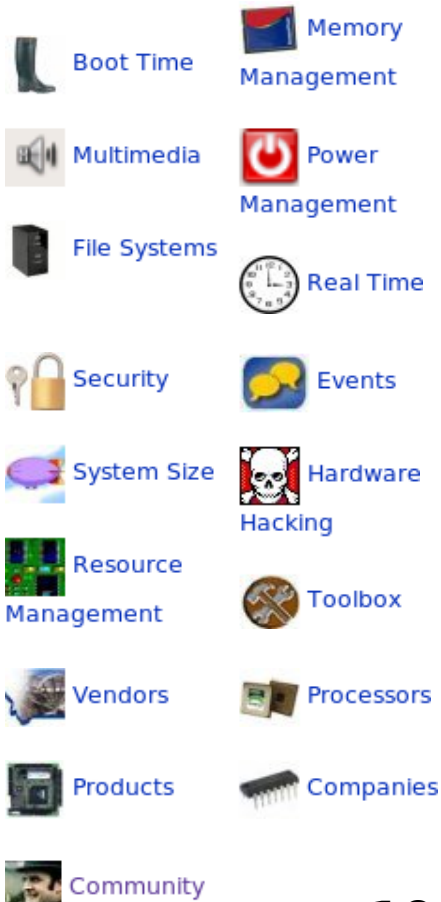 Boot Time
Multimedia
File Systems
Security
System Size
Resource
Management
Vendors
Products
Community
Memory
Management
Power
Management
Real Time
Events
Hardware
Hacking
Toolbox
Processors
Companies